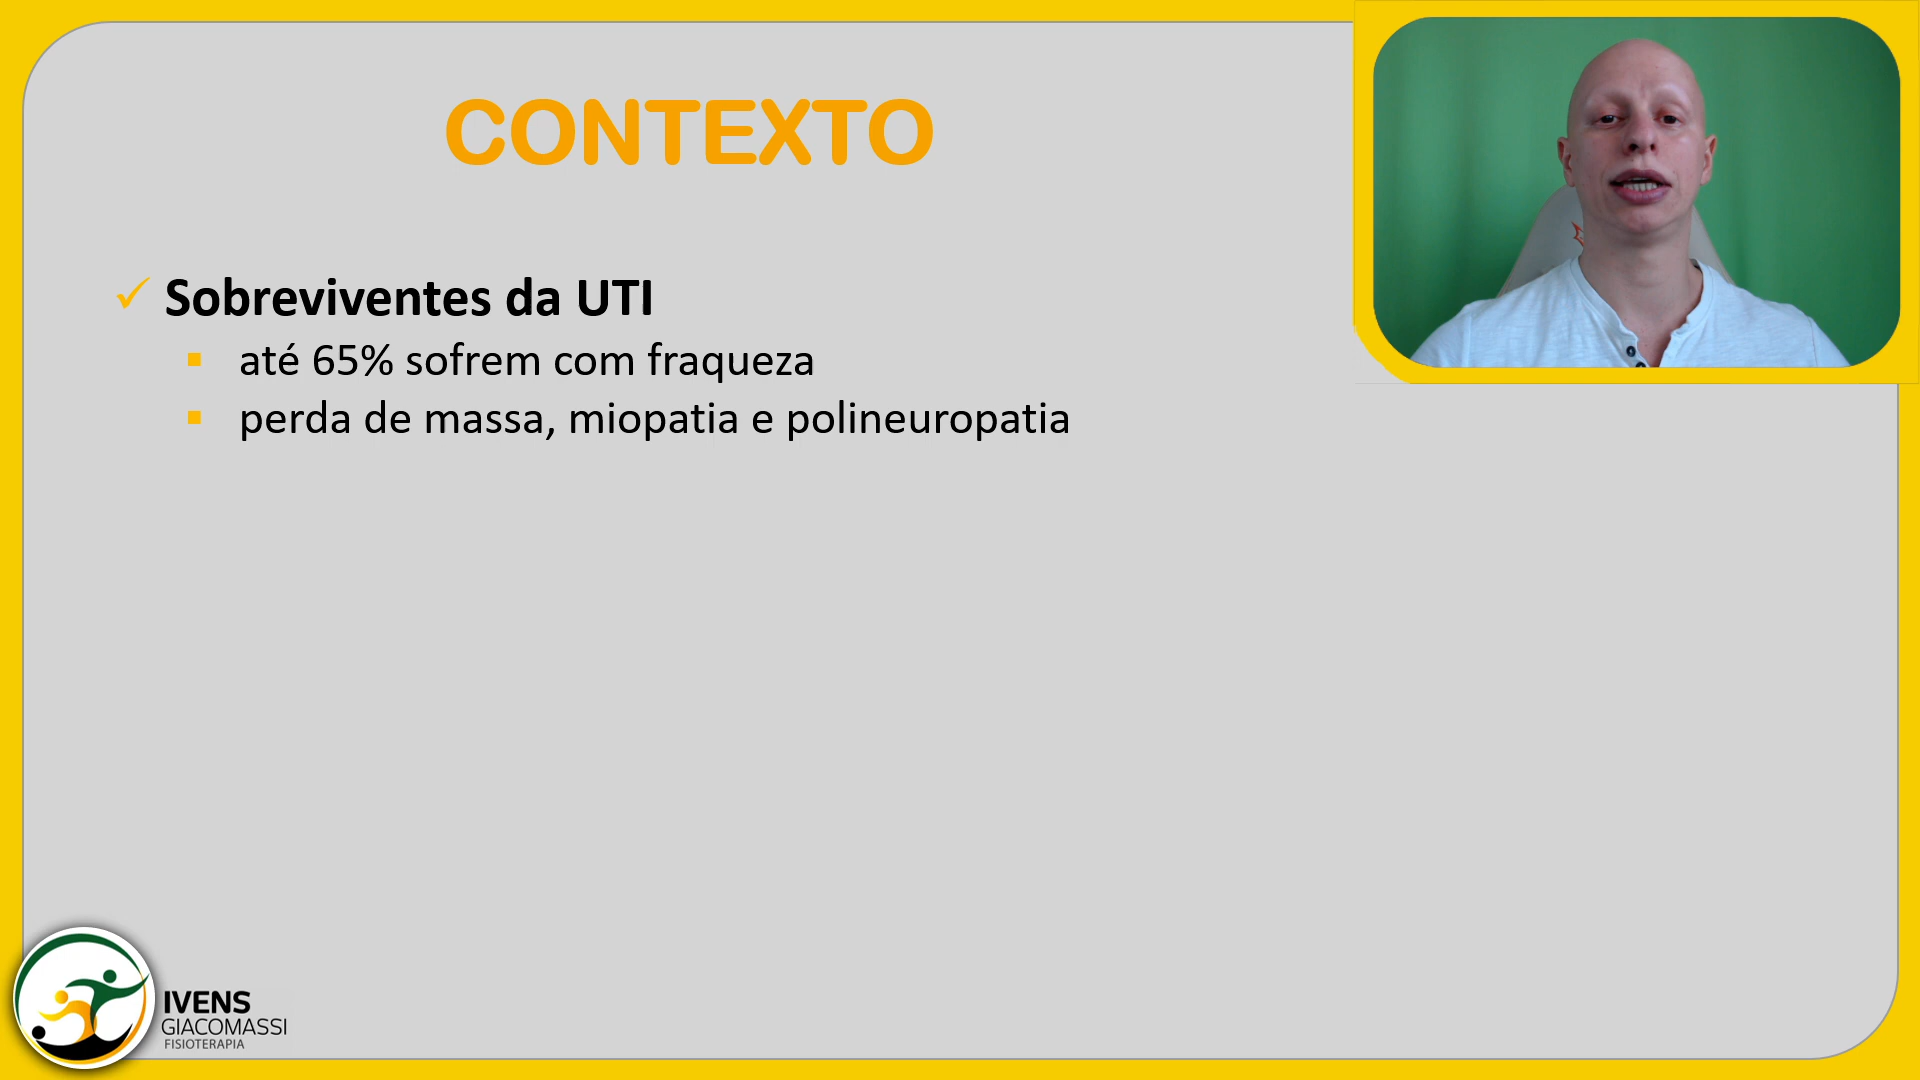 CONTEXTO
Sobreviventes da UTI
até 65% sofrem com fraqueza
perda de massa, miopatia e polineuropatia
IVENS
GIACOMASSI
FISIOTERAPIA